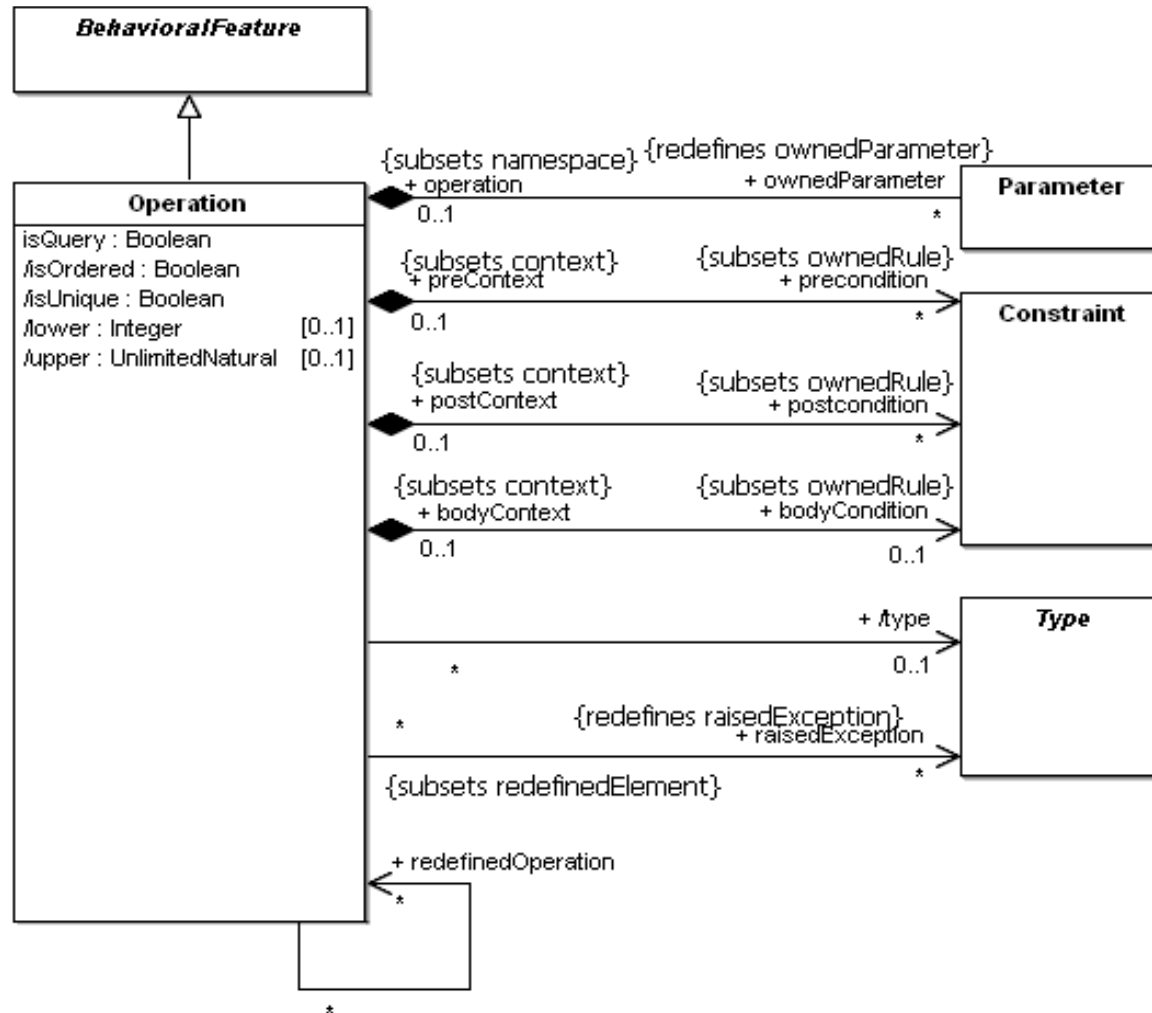 BehavioralFeature
{subsets namespace} {redefines ownedParameter}
+ operation + ownedParameter
0..1 *
Parameter
Operation
isQuery : Boolean
/isOrdered : Boolean
/isUnique : Boolean
/lower : Integer [0..1]
/upper : UnlimitedNatural [0..1]
{subsets context} {subsets ownedRule}
+ preContext + precondition
0..1 *
Constraint
{subsets context} {subsets ownedRule}
+ postContext + postcondition
0..1 *
{subsets context} {subsets ownedRule}
+ bodyContext + bodyCondition
0..1 0..1
+ /type
* 0..1
Type
* {redefines raisedException}
+ raisedException
*
{subsets redefinedElement}
+ redefinedOperation
*
*